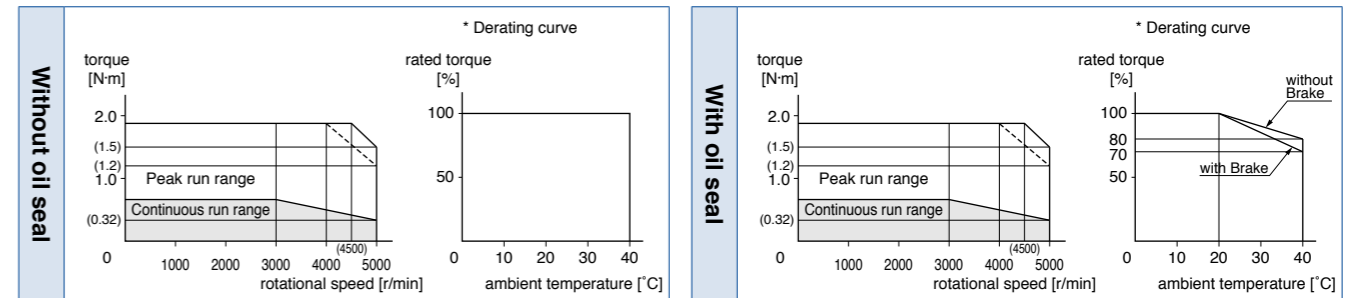 Without oil seal
* Derating curve
torque
[N·m]
2.0
(1.5)
(1.2)
1.0
(0.32)
0
Peak run range
Continuous run range
1000 2000 3000 4000 5000
(4500)
rotational speed [r/min]
rated torque
[%]
100
50
0
10 20 30 40
ambient temperature [˚C]
With oil seal
* Derating curve
torque
[N·m]
2.0
(1.5)
(1.2)
1.0
(0.32)
0
Peak run range
Continuous run range
1000 2000 3000 4000 5000
(4500)
rotational speed [r/min]
rated torque
[%]
100
80
70
50
0
without
Brake
with Brake
10 20 30 40
ambient temperature [˚C]